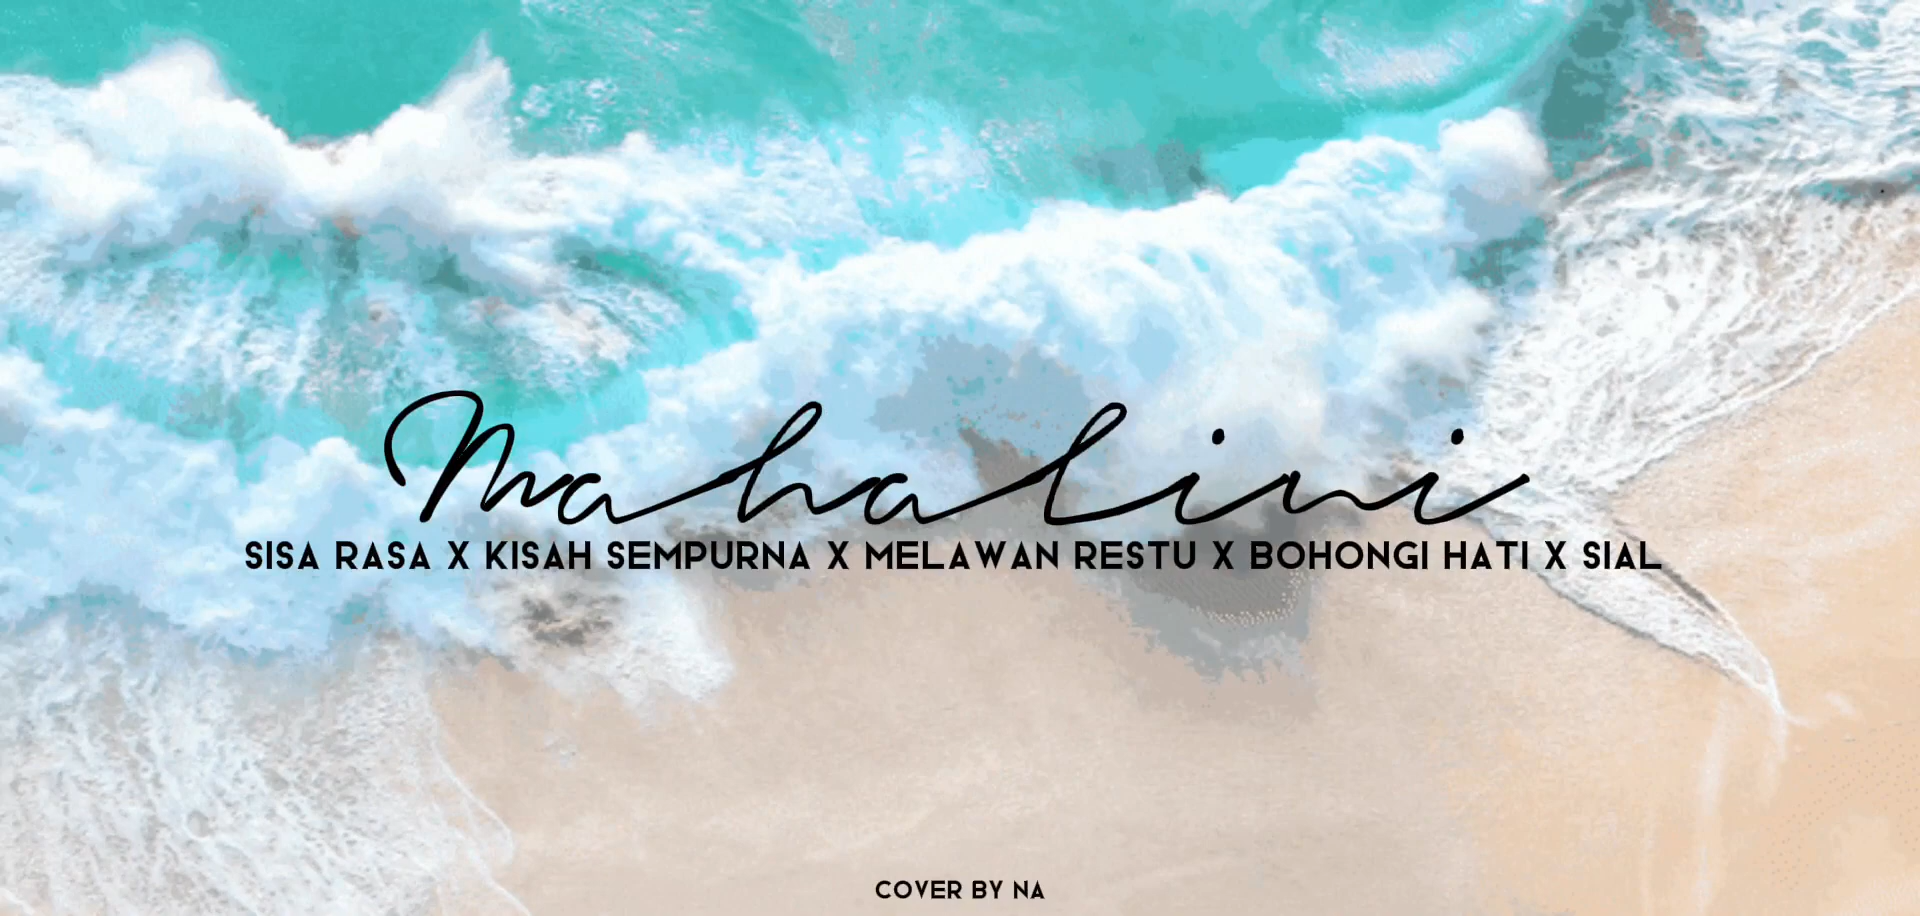 Mahalini
SISA RASA X KISAH SEMPURNA X MELAWAN RESTU X BOHONGI HATI X SIAL
COVER BY NA